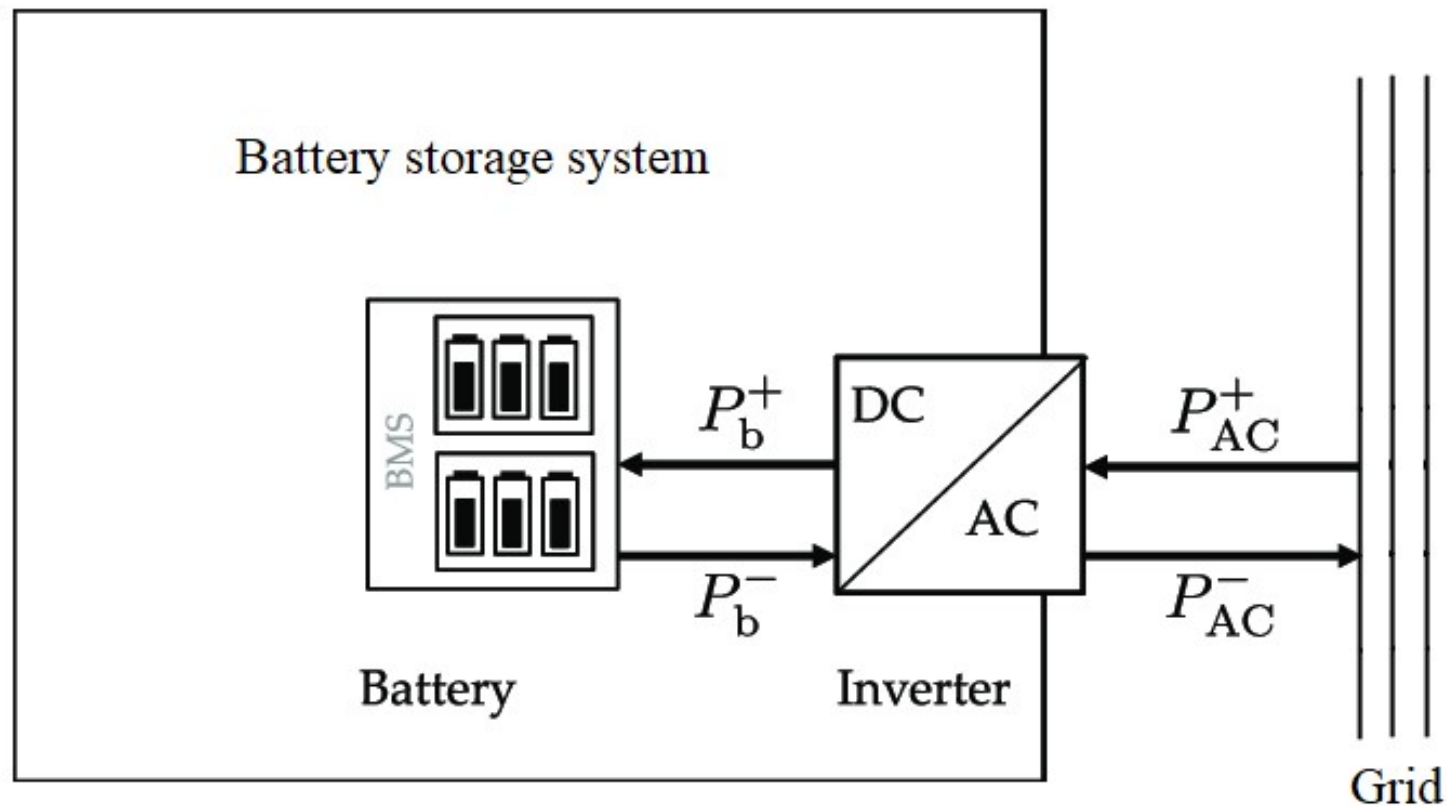 Battery storage system
BMS
P_b^+
DC
P_AC^+
AC
P_b^-
P_AC^-
Battery
Inverter
Grid